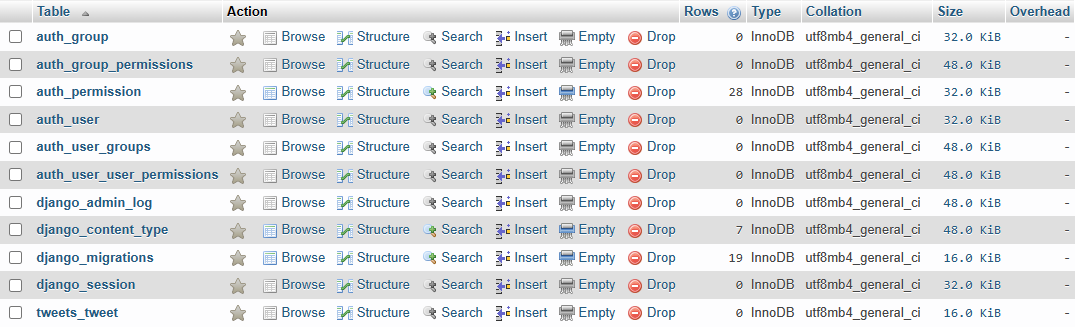 Table Action Rows Type Collation Size Overhead
auth_group Browse Structure Search Insert Empty Drop 0 InnoDB utf8mb4_general_ci 32.0 KiB -
auth_group_permissions Browse Structure Search Insert Empty Drop 0 InnoDB utf8mb4_general_ci 48.0 KiB -
auth_permission Browse Structure Search Insert Empty Drop 28 InnoDB utf8mb4_general_ci 32.0 KiB -
auth_user Browse Structure Search Insert Empty Drop 0 InnoDB utf8mb4_general_ci 32.0 KiB -
auth_user_groups Browse Structure Search Insert Empty Drop 0 InnoDB utf8mb4_general_ci 48.0 KiB -
auth_user_user_permissions Browse Structure Search Insert Empty Drop 0 InnoDB utf8mb4_general_ci 48.0 KiB -
django_admin_log Browse Structure Search Insert Empty Drop 0 InnoDB utf8mb4_general_ci 48.0 KiB -
django_content_type Browse Structure Search Insert Empty Drop 7 InnoDB utf8mb4_general_ci 48.0 KiB -
django_migrations Browse Structure Search Insert Empty Drop 19 InnoDB utf8mb4_general_ci 16.0 KiB -
django_session Browse Structure Search Insert Empty Drop 0 InnoDB utf8mb4_general_ci 32.0 KiB -
tweets_tweet Browse Structure Search Insert Empty Drop 0 InnoDB utf8mb4_general_ci 16.0 KiB -